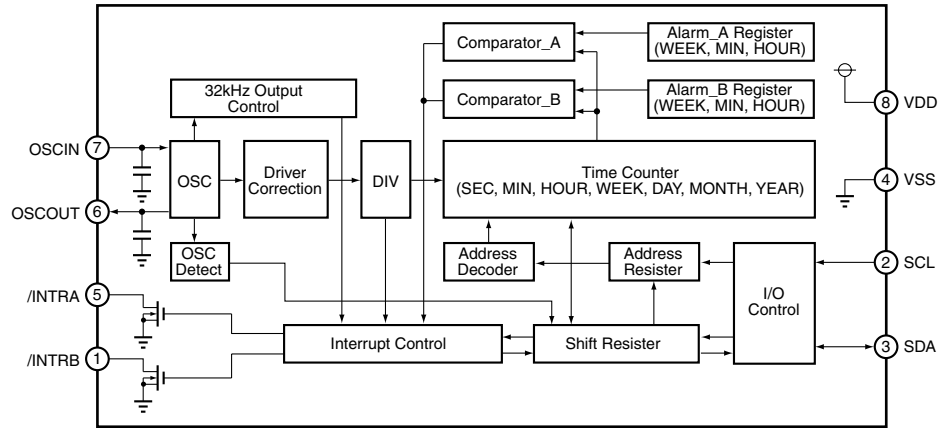 Comparator_A
Alarm_A Register
(WEEK, MIN, HOUR)
32kHz Output
Control
Comparator_B
Alarm_B Register
(WEEK, MIN, HOUR)
8 VDD
OSCIN 7
OSC
Driver
Correction
DIV
Time Counter
(SEC, MIN, HOUR, WEEK, DAY, MONTH, YEAR)
4 VSS
OSCOUT 6
OSC
Detect
Address
Decoder
Address
Register
I/O
Control
2 SCL
/INTRA 5
Interrupt Control
Shift Register
3 SDA
/INTRB 1